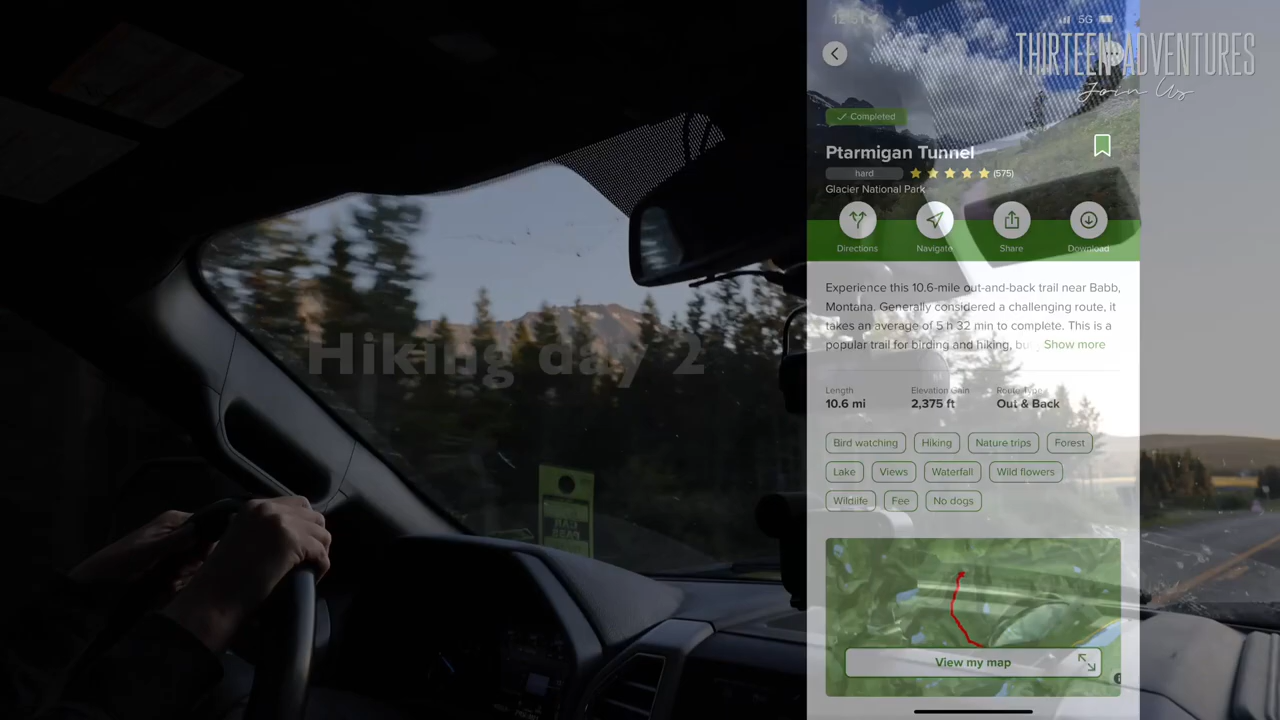 12:51
5G
THIRTEEN ADVENTURES
Join Us
Completed
Ptarmigan Tunnel
hard
(575)
Glacier National Park
Directions
Navigate
Share
Download
Experience this 10.6-mile out-and-back trail near Babb,
Montana. Generally considered a challenging route, it
takes an average of 5 h 32 min to complete. This is a
popular trail for birding and hiking, bu Show more
Hiking day 2
Length
Elevation Gain
Route Type
10.6 mi
2,375 ft
Out & Back
Bird watching
Hiking
Nature trips
Forest
Lake
Views
Waterfall
Wild flowers
Wildlife
Fee
No dogs
View my map